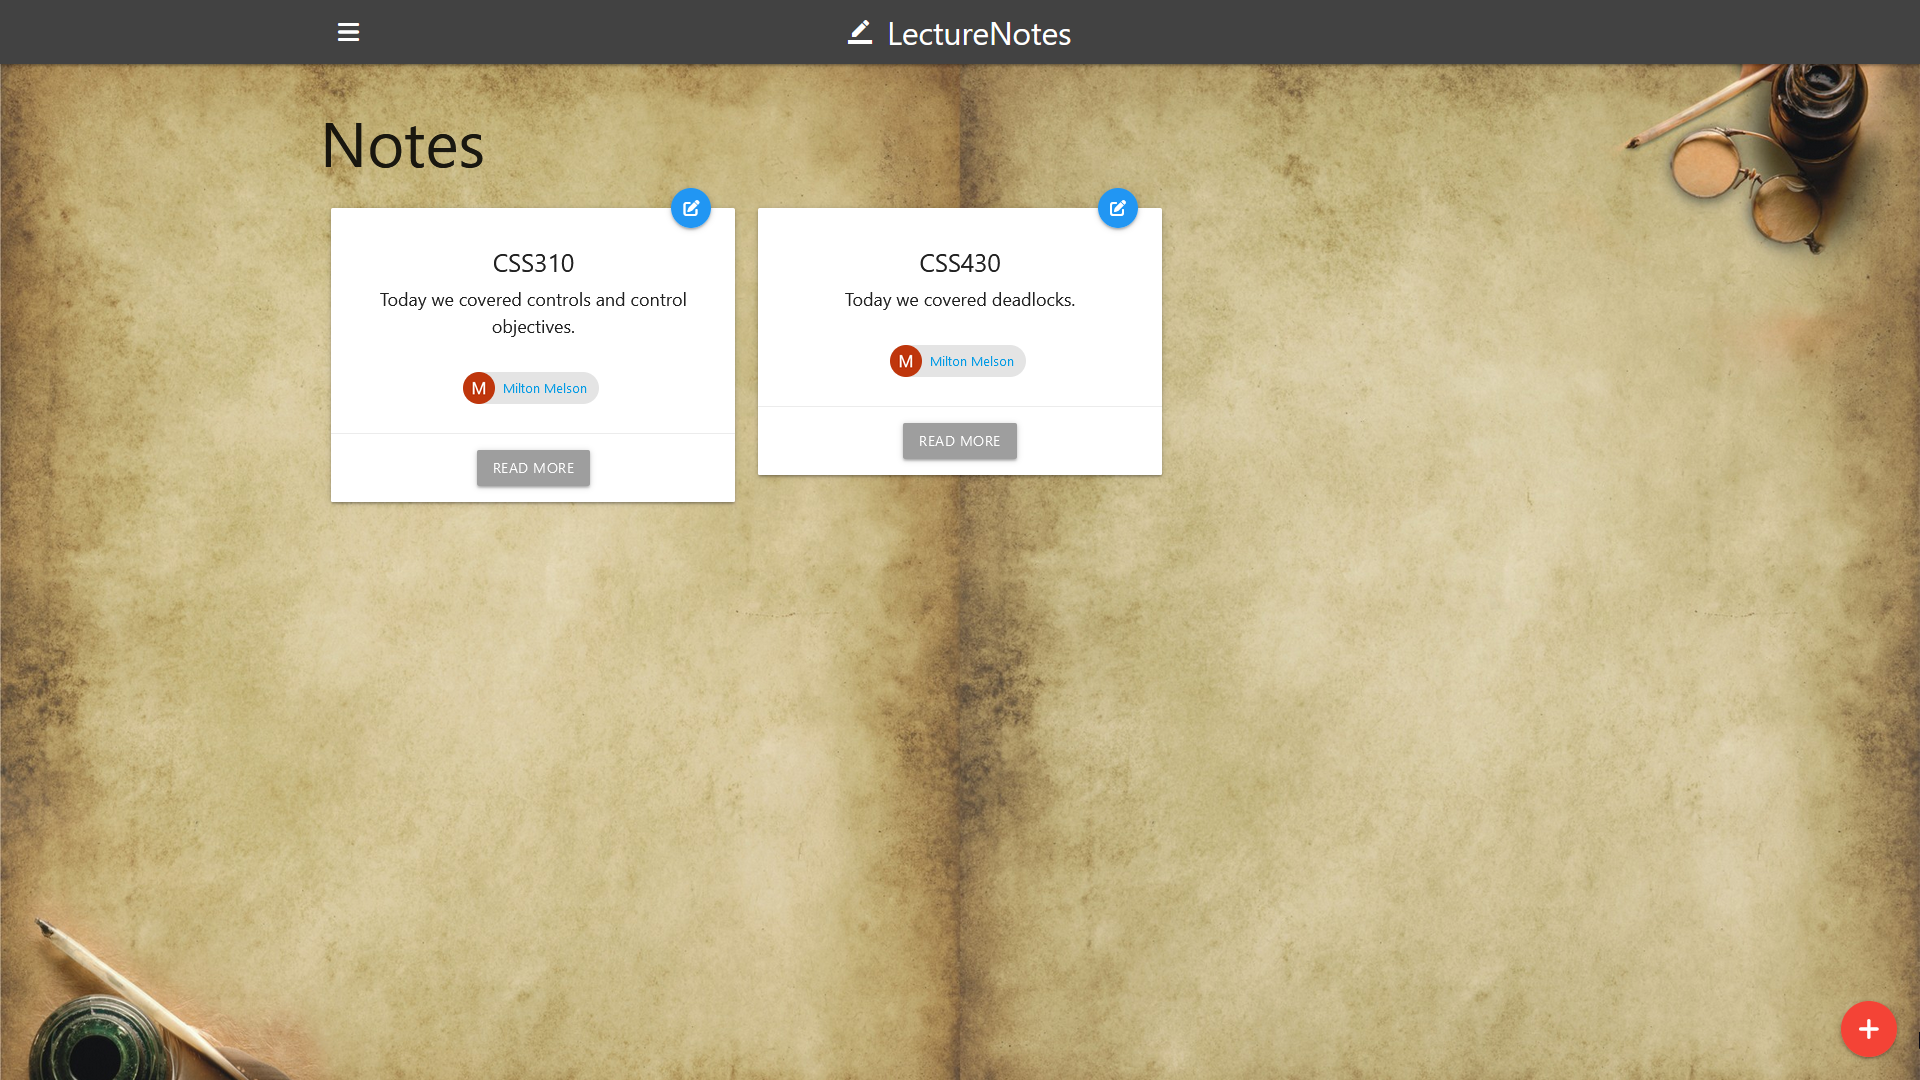 LectureNotes
Notes
CSS310
Today we covered controls and control
objectives.
M Milton Melson
READ MORE
CSS430
Today we covered deadlocks.
M Milton Melson
READ MORE